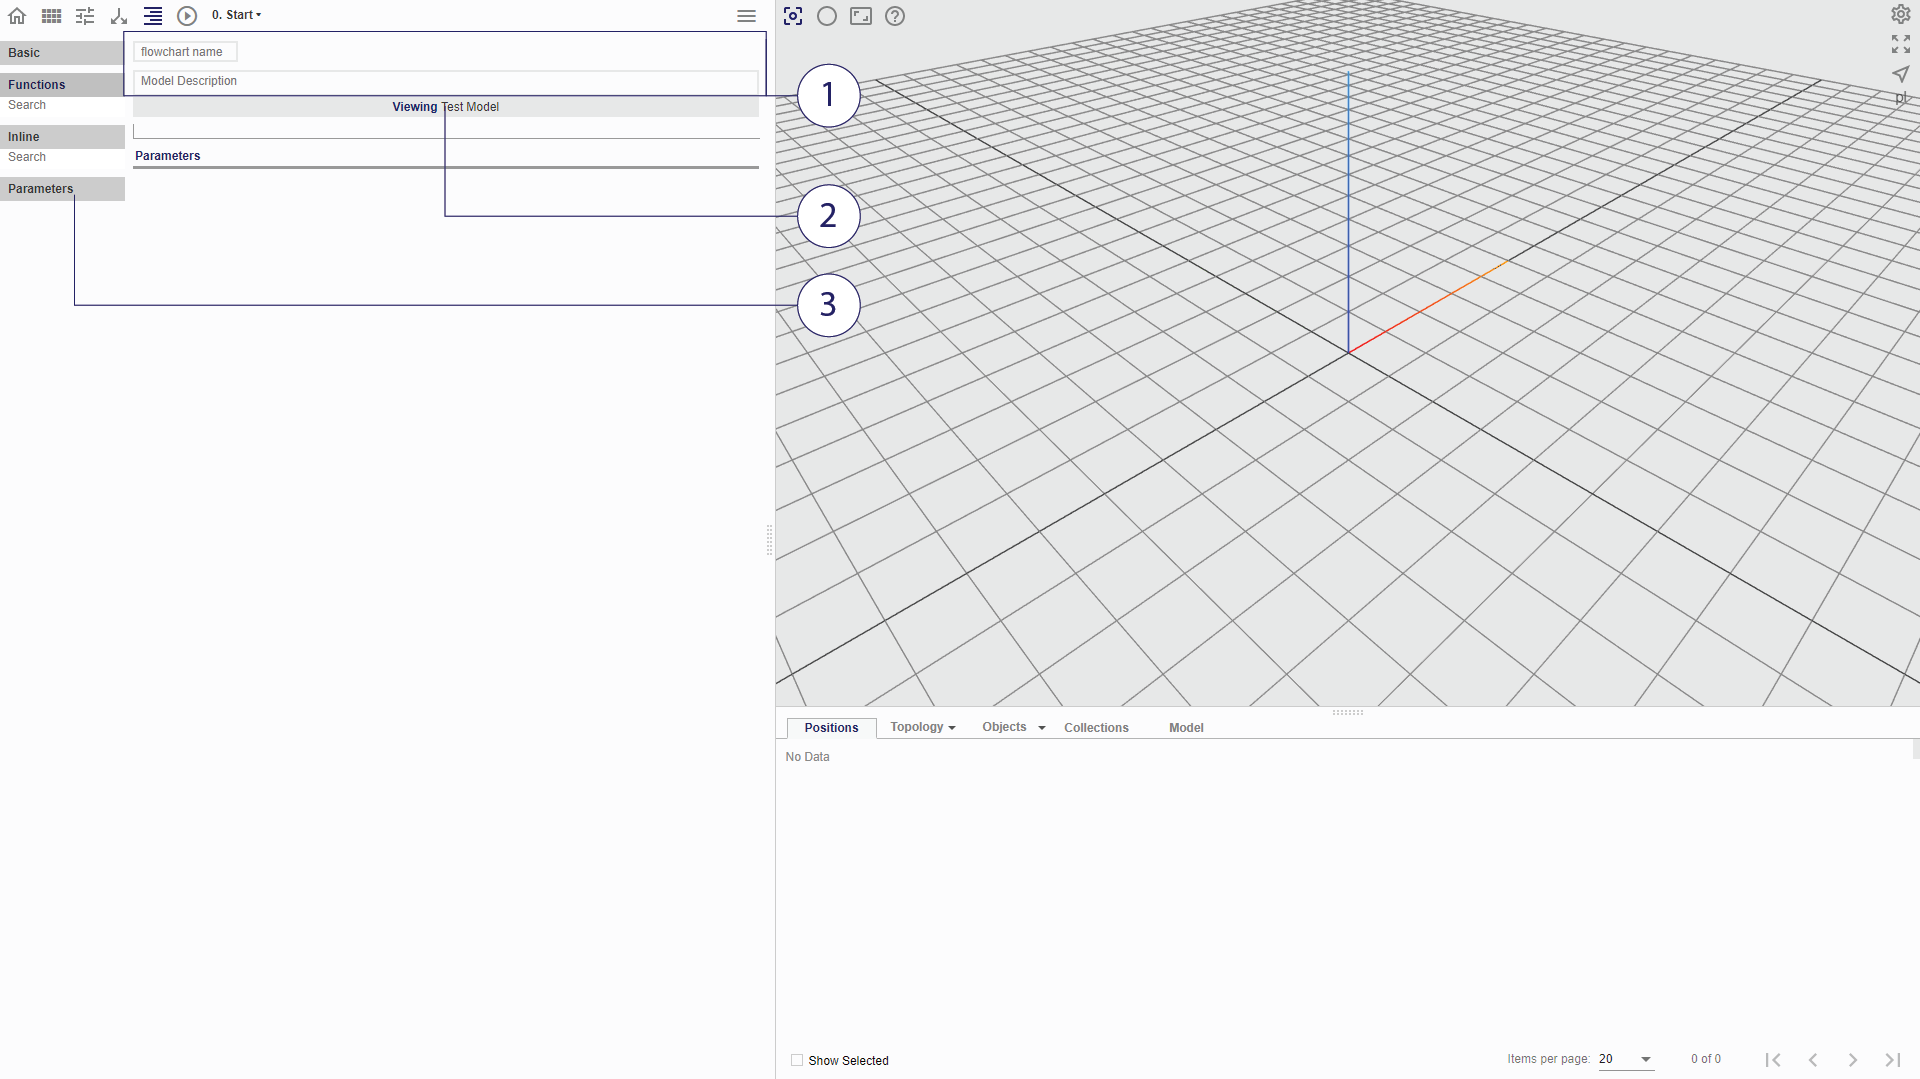 0. Start
Basic
flowchart name
Functions
Model Description
Search
Viewing Test Model
1
Inline
Search
Parameters
Parameters
2
3
pl
Positions
Topology
Objects
Collections
Model
No Data
Show Selected
Items per page: 20
0 of 0